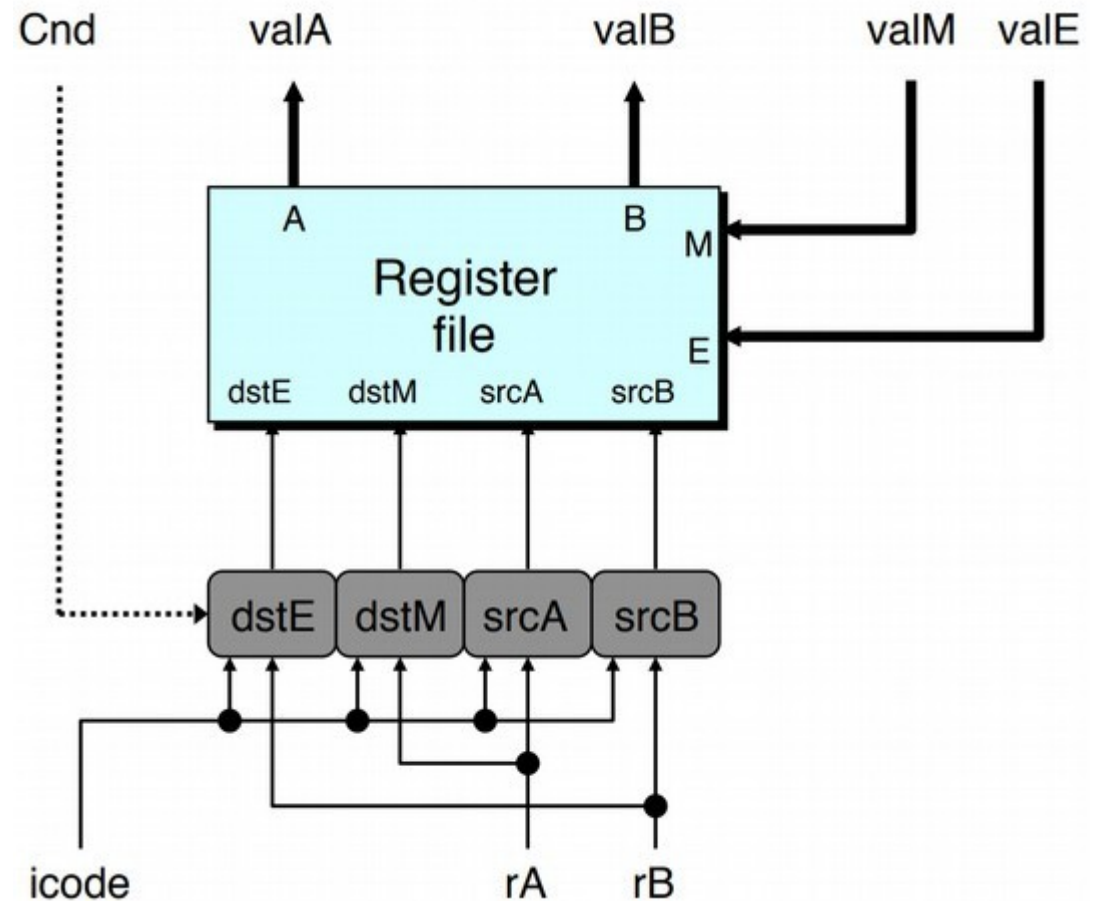 Cnd valA valB valM valE
A B
M
Register
file
E
dstE dstM srcA srcB
dstE dstM srcA srcB
icode rA rB